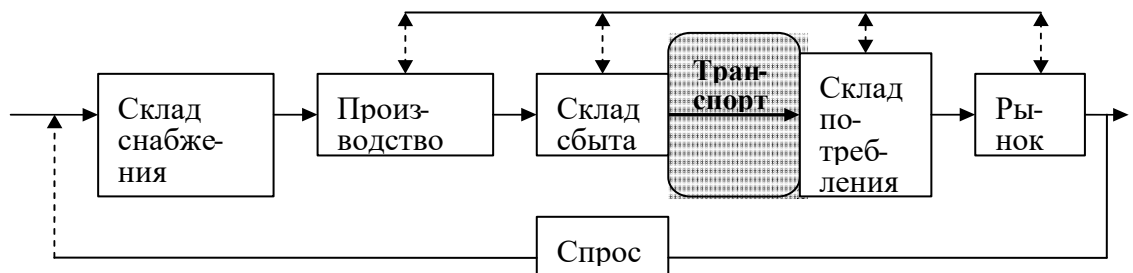 Склад
снабже-
ния
Произ-
водство
Склад
сбыта
Тран-
спорт
Склад
по-
треб-
ления
Ры-
нок
Спрос